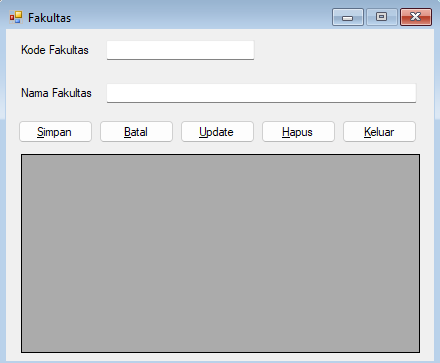 Fakultas
Kode Fakultas
Nama Fakultas
Simpan Batal Update Hapus Keluar